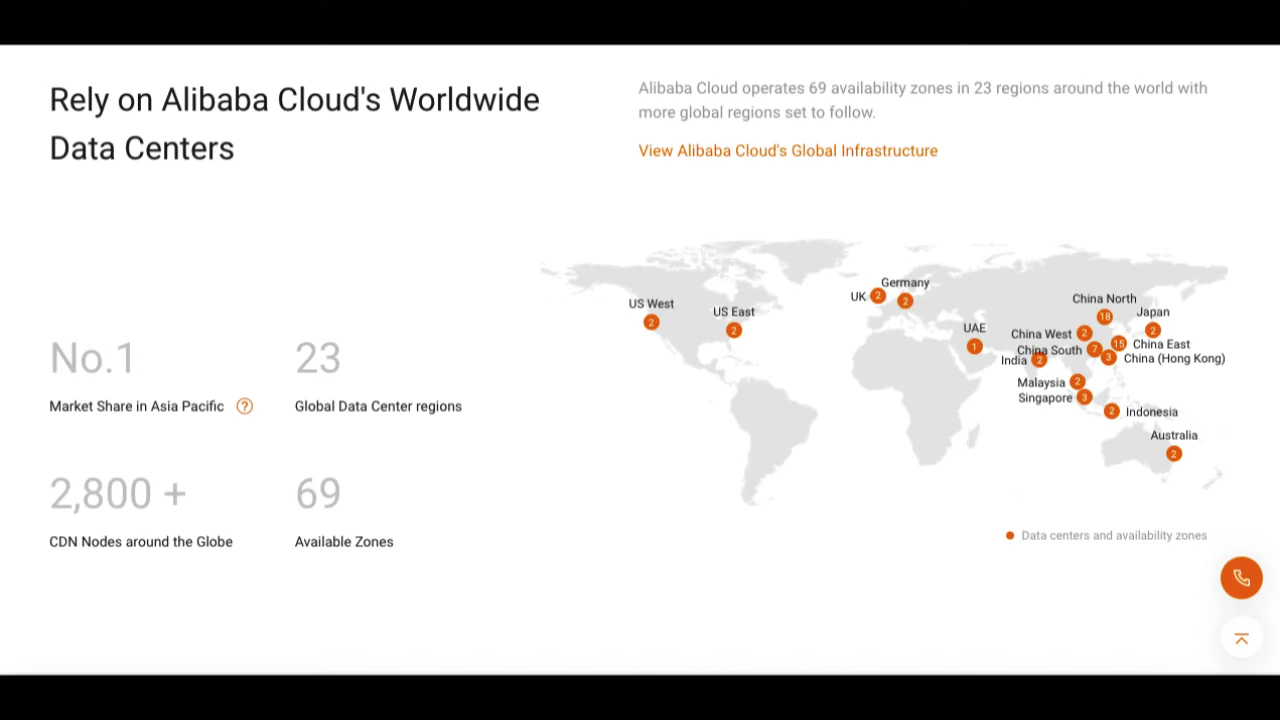 Rely on Alibaba Cloud's Worldwide
Data Centers
Alibaba Cloud operates 69 availability zones in 23 regions around the world with
more global regions set to follow.
View Alibaba Cloud's Global Infrastructure
No.1
Market Share in Asia Pacific ?
23
Global Data Center regions
2,800 +
CDN Nodes around the Globe
69
Available Zones
US West
2
US East
2
UK 2
Germany
2
UAE
1
China North
18
Japan
2
China West 2
15 China East
China South 7
3 China (Hong Kong)
India 2
Malaysia 2
Singapore 3
2 Indonesia
Australia
2
Data centers and availability zones